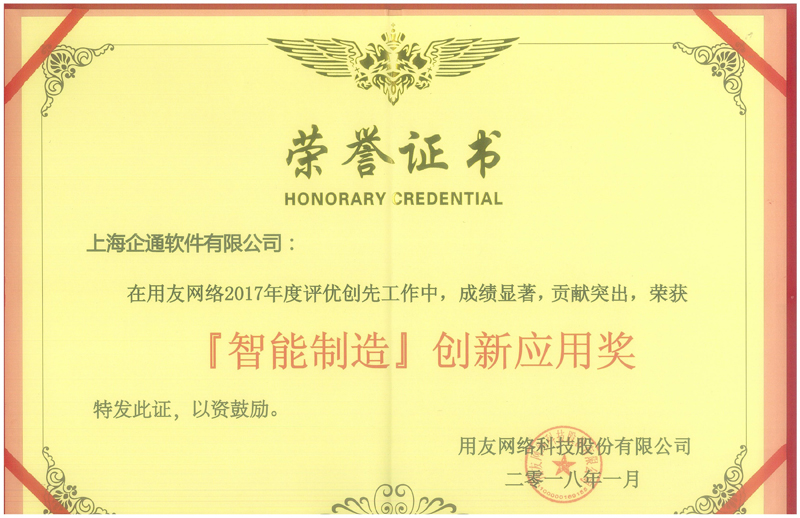 荣誉证书
HONORARY CREDENTIAL
上海企通软件有限公司：
在用友网络2017年度评优创先工作中，成绩显著，贡献突出，荣获
『智能制造』创新应用奖
特发此证，以资鼓励。
用友网络科技股份有限公司
二零一八年一月